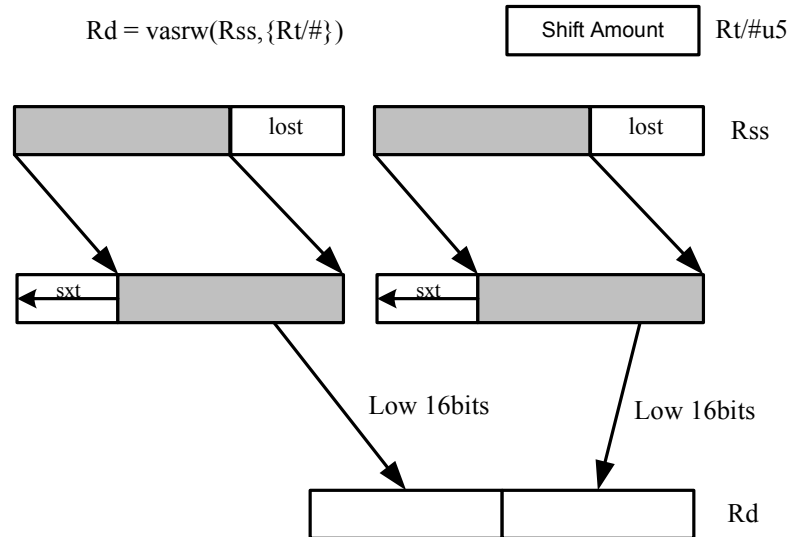 Rd = vasrw(Rss,{Rt/#})
Shift Amount
Rt/#u5
lost
lost
Rss
sxt
sxt
Low 16bits
Low 16bits
Rd